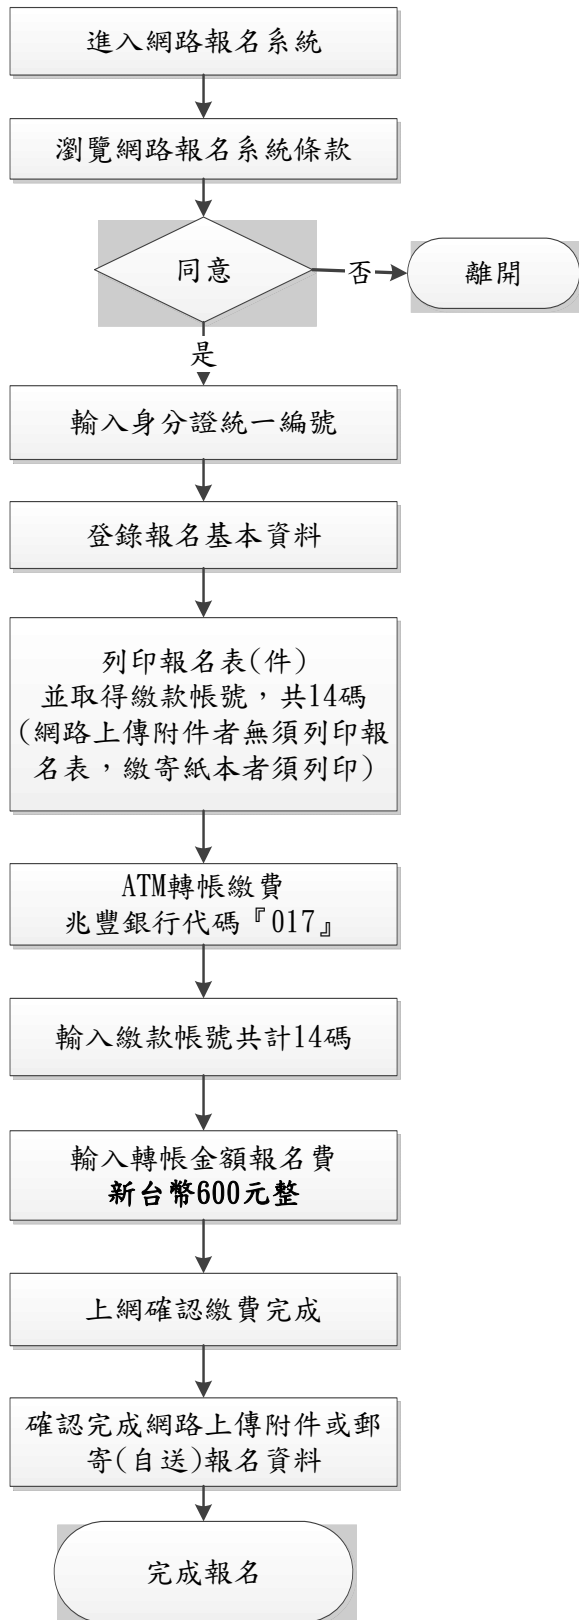 進入網路報名系統
瀏覽網路報名系統條款
同意
否
離開
是
輸入身分證統一編號
登錄報名基本資料
列印報名表(件)
並取得繳款帳號，共14碼
(網路上傳附件者無須列印報
名表，繳寄紙本者須列印)
ATM轉帳繳費
兆豐銀行代碼『017』
輸入繳款帳號共計14碼
輸入轉帳金額報名費
新台幣600元整
上網確認繳費完成
確認完成網路上傳附件或郵
寄(自送)報名資料
完成報名